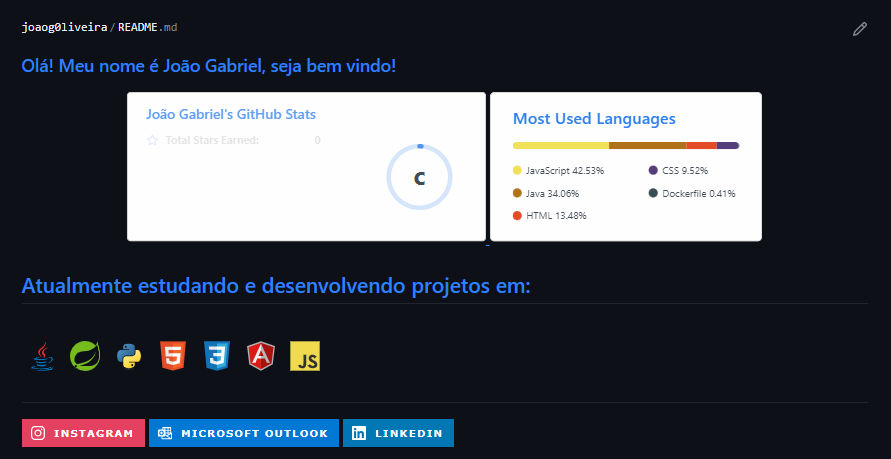 joaog0liveira/README.md
Olá! Meu nome é João Gabriel, seja bem vindo!
João Gabriel's GitHub Stats
Total Stars Earned: 0
C
Most Used Languages
JavaScript 42.53%
Java 34.06%
HTML 13.48%
CSS 9.52%
Dockerfile 0.41%
Atualmente estudando e desenvolvendo projetos em:
5 3 A JS
INSTAGRAM MICROSOFT OUTLOOK LINKEDIN